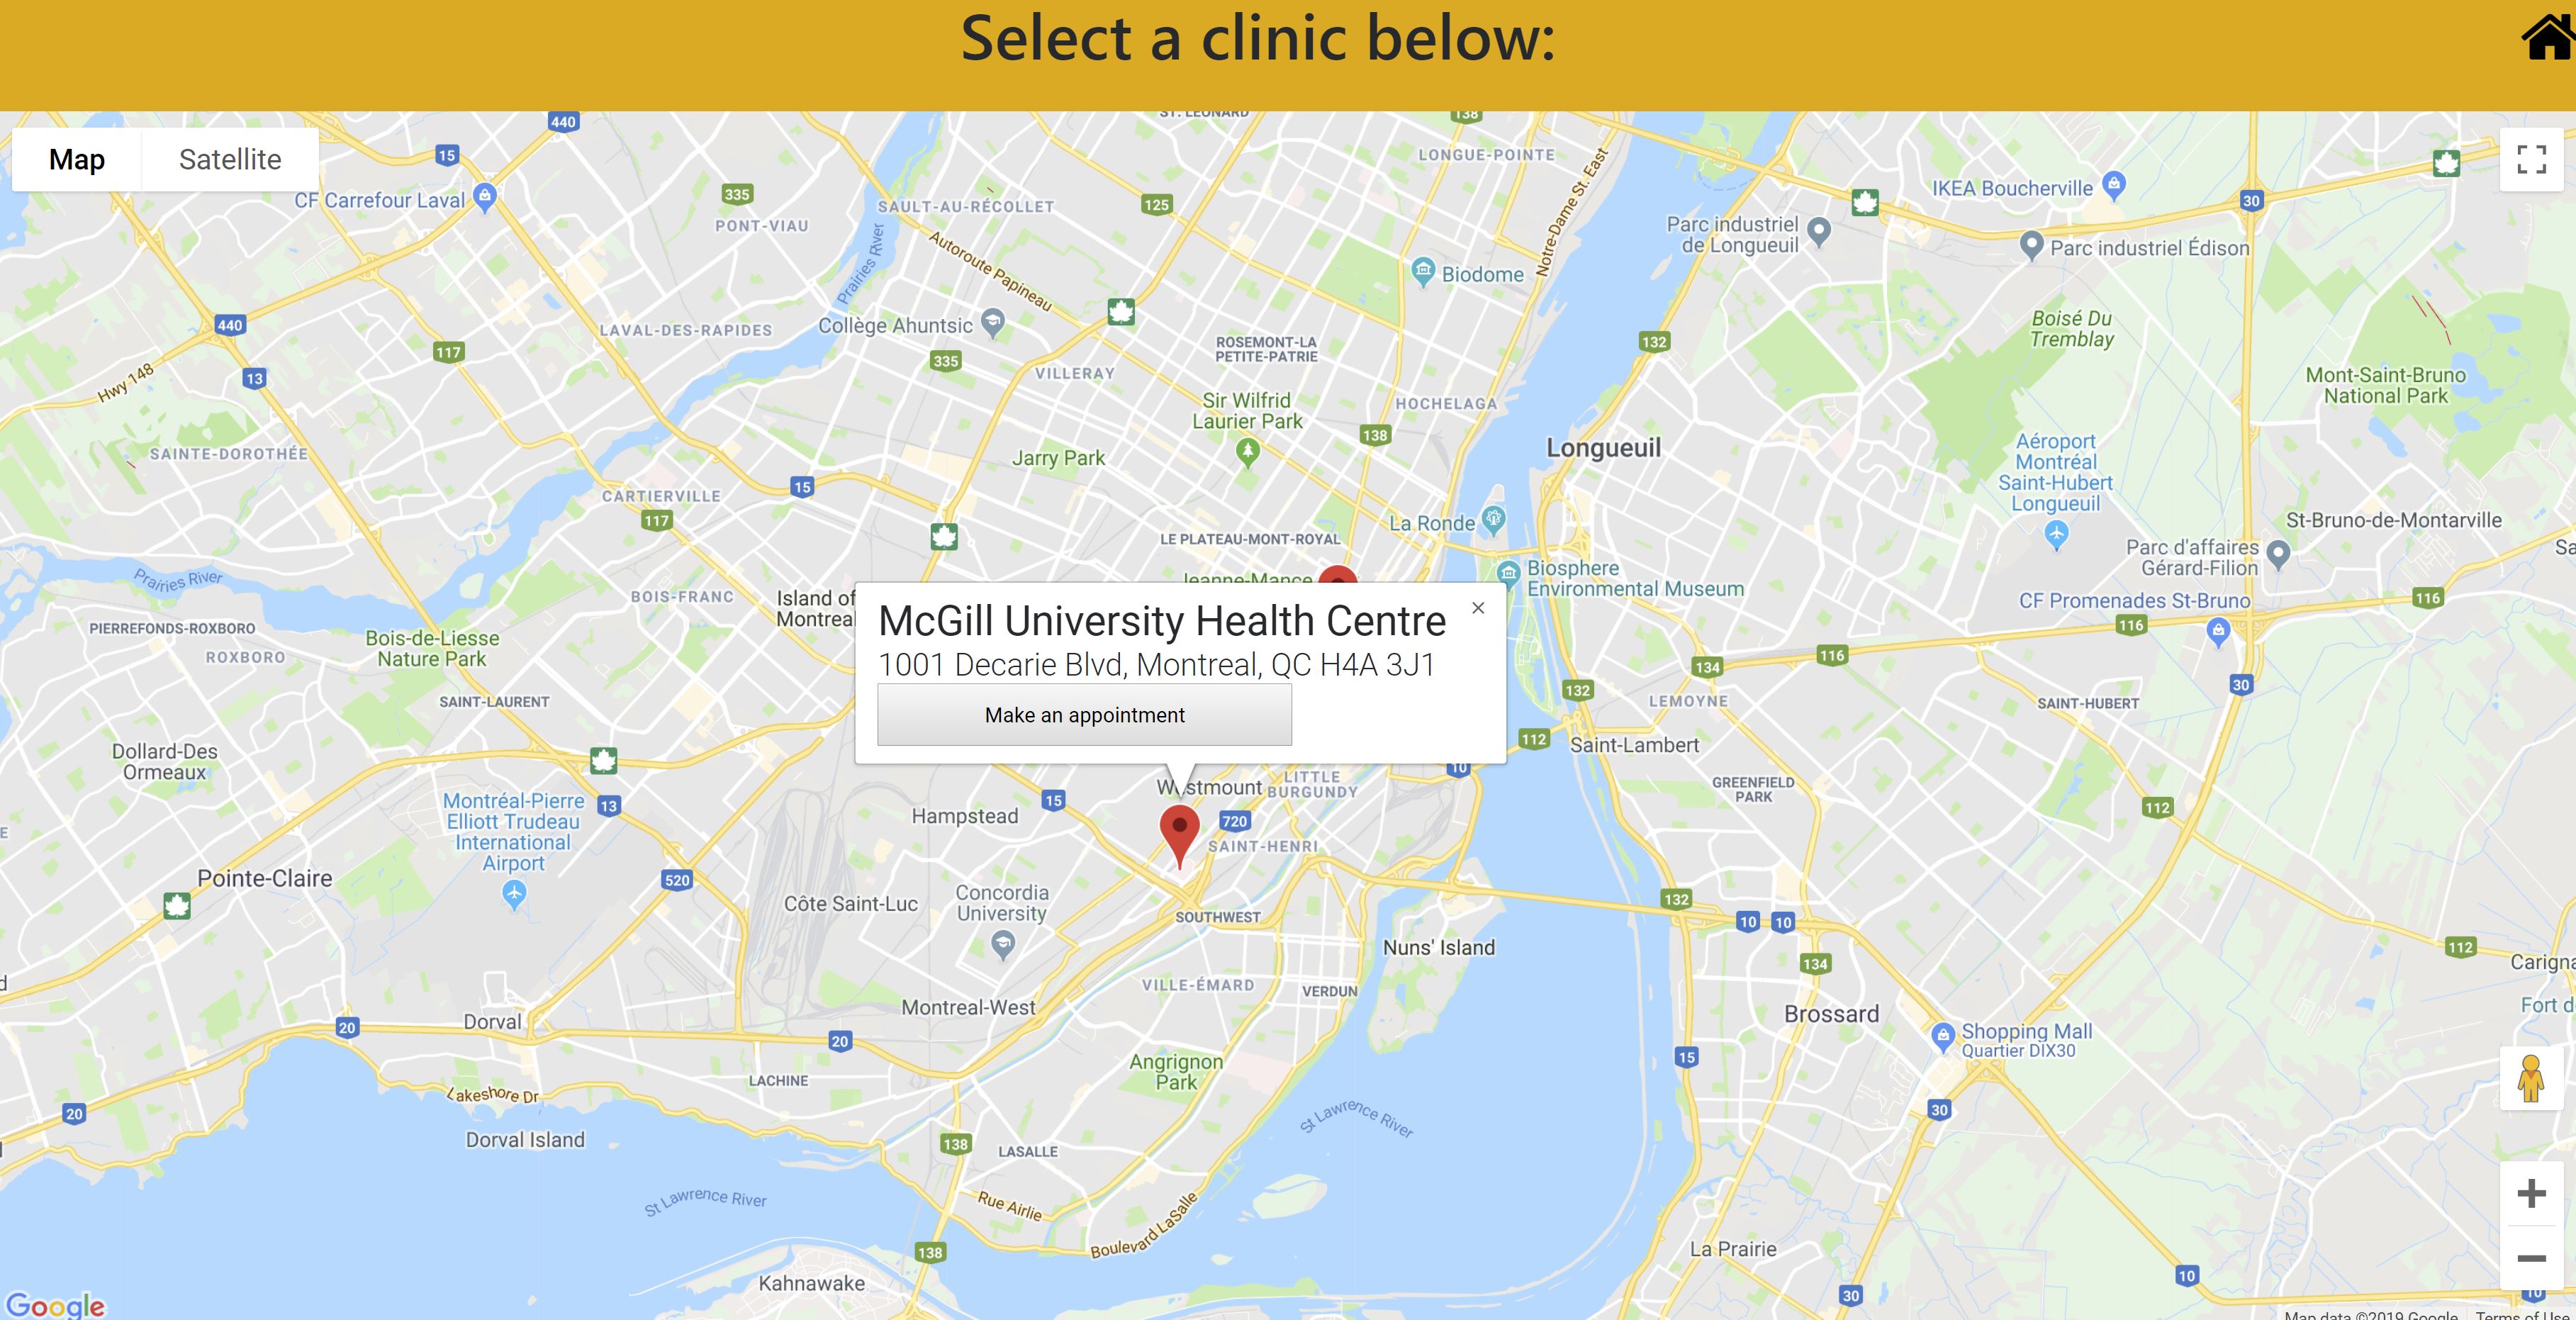 Select a clinic below:
Map
Satellite
440
15
CF Carrefour Laval
335
PONT-VIAU
SAULT-AU-RÉCOLLET
125
ST. LEONARD
138
LONGUE-POINTE
Notre-Dame St. East
Parc industriel
de Longueuil
IKEA Boucherville
30
Parc industriel Édison
Prairies River
Autoroute Papineau
Biodome
440
LAVAL-DES-RAPIDES
Collège Ahuntsic
117
13
Hwy 148
335
VILLERAY
ROSEMONT-LA
PETITE-PATRIE
132
Boisé Du
Tremblay
Mont-Saint-Bruno
National Park
Sir Wilfrid
Laurier Park
HOCHELAGA
138
SAINTE-DOROTHÉE
Jarry Park
Longueuil
Aéroport
Montréal
Saint-Hubert
Longueuil
CARTIERVILLE
15
117
La Ronde
LE PLATEAU-MONT-ROYAL
St-Bruno-de-Montarville
Parc d'affaires
Gérard-Filion
Sa
Prairies River
BOIS-FRANC
Island of
Montreal
Jeanne-Mance
Biosphere
Environmental Museum
CF Promenades St-Bruno
116
116
116
PIERREFONDS-ROXBORO
ROXBORO
Bois-de-Liesse
Nature Park
McGill University Health Centre
1001 Decarie Blvd, Montreal, QC H4A 3J1
Make an appointment
134
132
LEMOYNE
30
SAINT-HUBERT
SAINT-LAURENT
112
Saint-Lambert
Dollard-Des
Ormeaux
10
Westmount
LITTLE
BURGUNDY
GREENFIELD
PARK
112
Montréal-Pierre
Elliott Trudeau
International
Airport
13
Hampstead
15
720
SAINT-HENRI
E
Pointe-Claire
520
Côte Saint-Luc
Concordia
University
SOUTHWEST
132
10
10
Nuns' Island
112
134
Carigna
d
VILLE-ÉMARD
VERDUN
Montreal-West
Brossard
Fort d
20
Dorval
20
Shopping Mall
Quartier DIX30
15
Angrignon
Park
LACHINE
Lakeshore Dr
20
30
St Lawrence River
Dorval Island
138
LASALLE
St Lawrence River
Rue Airlie
Boulevard LaSalle
138
La Prairie
Kahnawake
10
30
10
Google
Map data ©2019 Google
Terms of Use